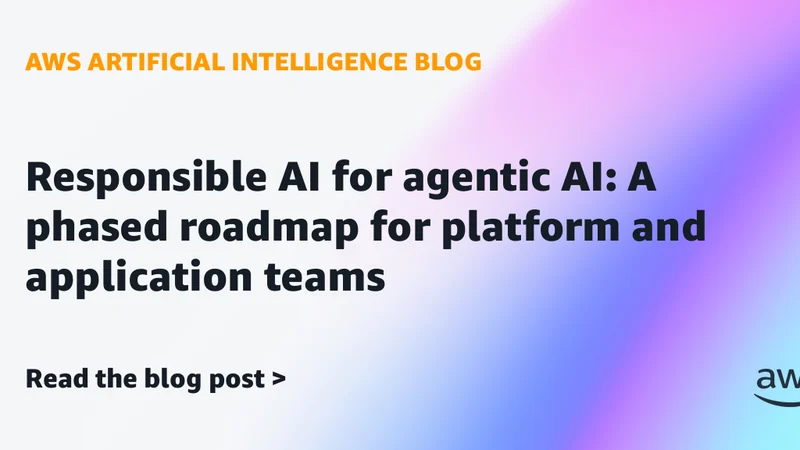 AWS ARTIFICIAL INTELLIGENCE BLOG
Responsible AI for agentic AI: A
phased roadmap for platform and
application teams
Read the blog post >
aw